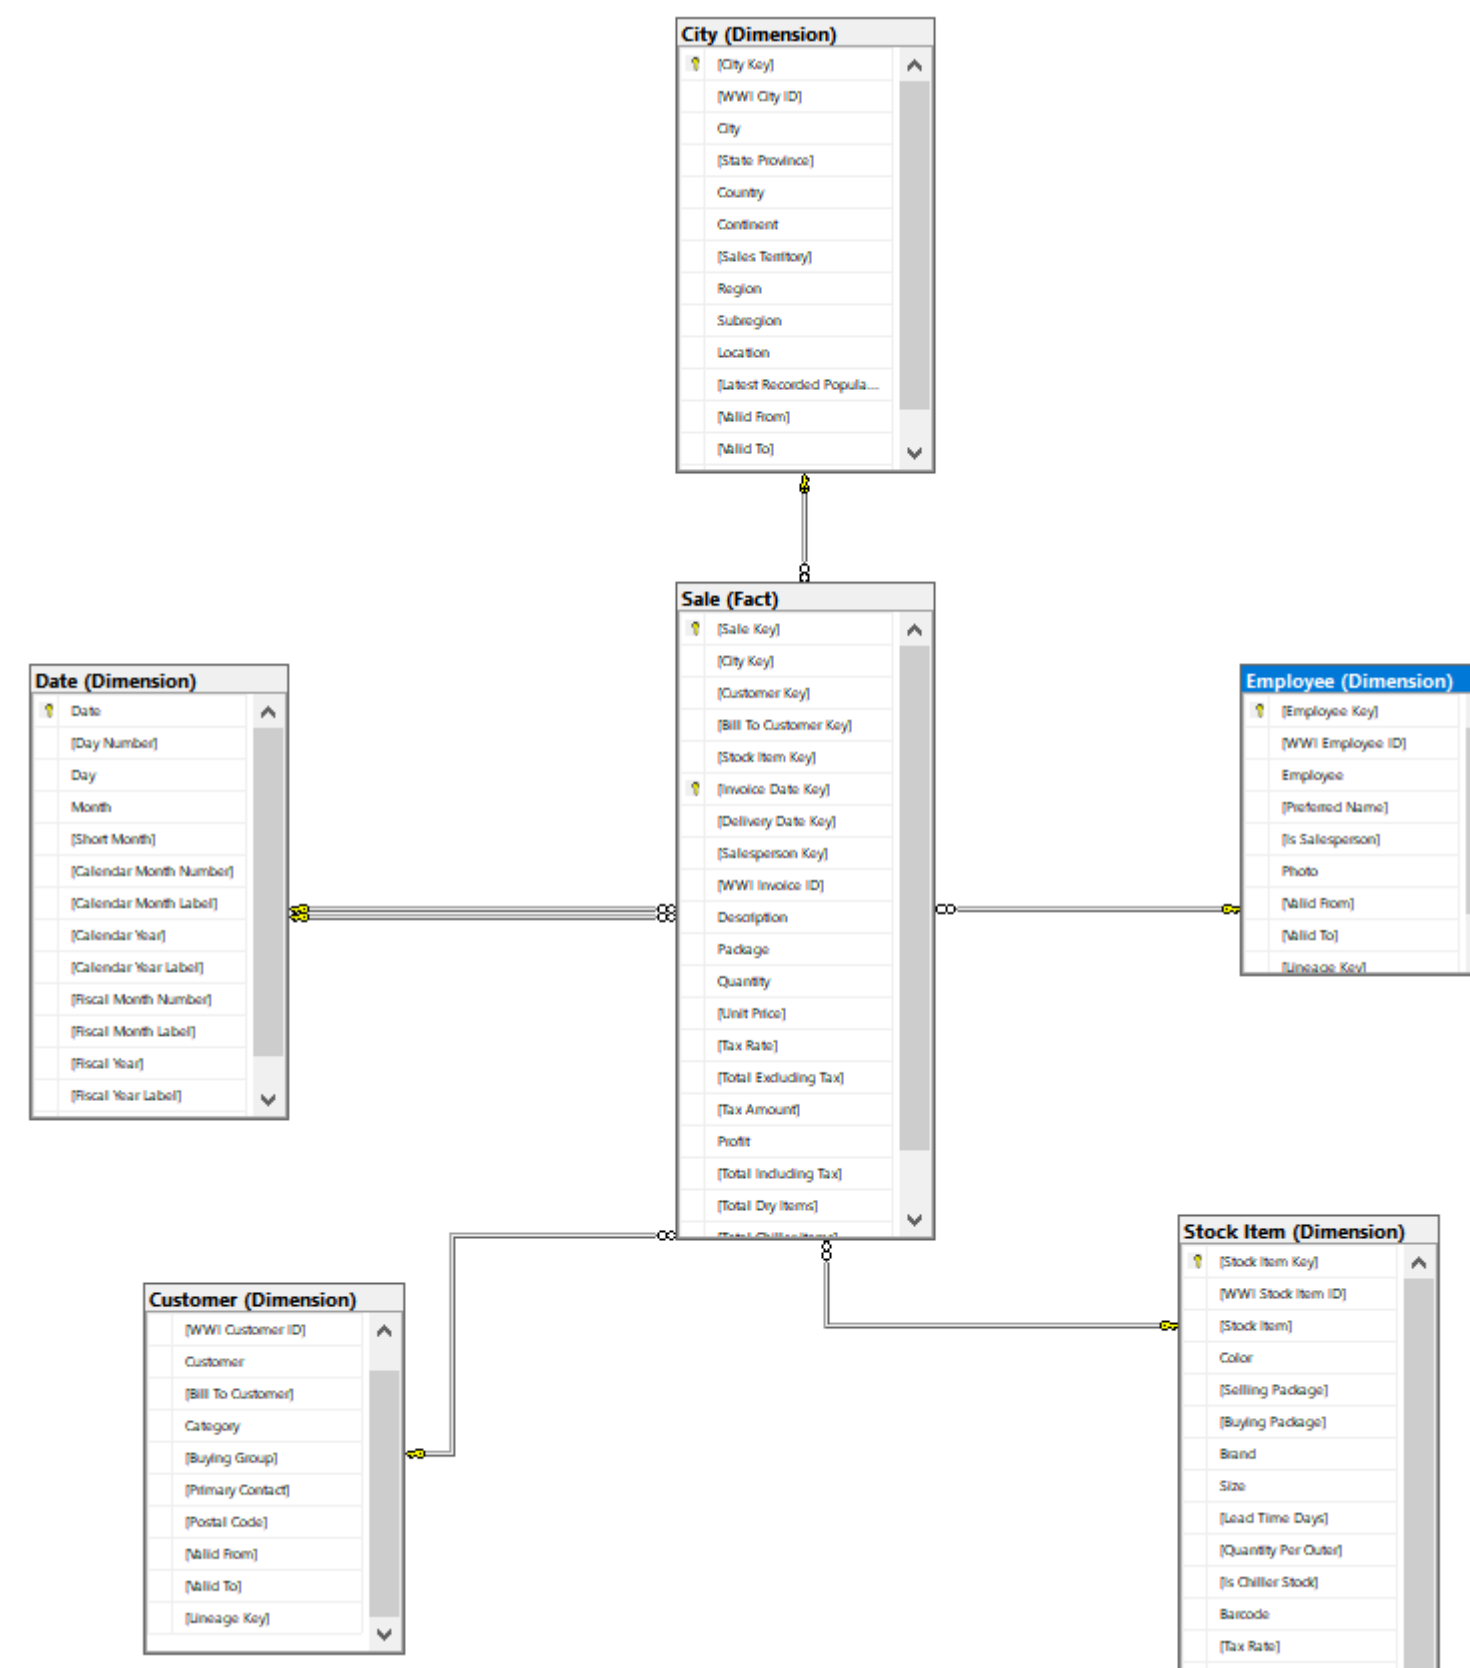 City (Dimension)
[City Key]
[WWI City ID]
City
[State Province]
Country
Continent
[Sales Territory]
Region
Subregion
Location
[Latest Recorded Popula...
[Valid From]
[Valid To]
Sale (Fact)
[Sale Key]
[City Key]
[Customer Key]
[Bill To Customer Key]
[Stock Item Key]
[Invoice Date Key]
[Delivery Date Key]
[Salesperson Key]
[WWI Invoice ID]
Description
Package
Quantity
[Unit Price]
[Tax Rate]
[Total Excluding Tax]
[Tax Amount]
Profit
[Total Including Tax]
[Total Dry Items]
[Total Chiller Items]
Date (Dimension)
Date
[Day Number]
Day
Month
[Short Month]
[Calendar Month Number]
[Calendar Month Label]
[Calendar Year]
[Calendar Year Label]
[Fiscal Month Number]
[Fiscal Month Label]
[Fiscal Year]
[Fiscal Year Label]
Employee (Dimension)
[Employee Key]
[WWI Employee ID]
Employee
[Preferred Name]
[Is Salesperson]
Photo
[Valid From]
[Valid To]
[Lineage Key]
Customer (Dimension)
[WWI Customer ID]
Customer
[Bill To Customer]
Category
[Buying Group]
[Primary Contact]
[Postal Code]
[Valid From]
[Valid To]
[Lineage Key]
Stock Item (Dimension)
[Stock Item Key]
[WWI Stock Item ID]
[Stock Item]
Color
[Selling Package]
[Buying Package]
Brand
Size
[Lead Time Days]
[Quantity Per Outer]
[Is Chiller Stock]
Barcode
[Tax Rate]